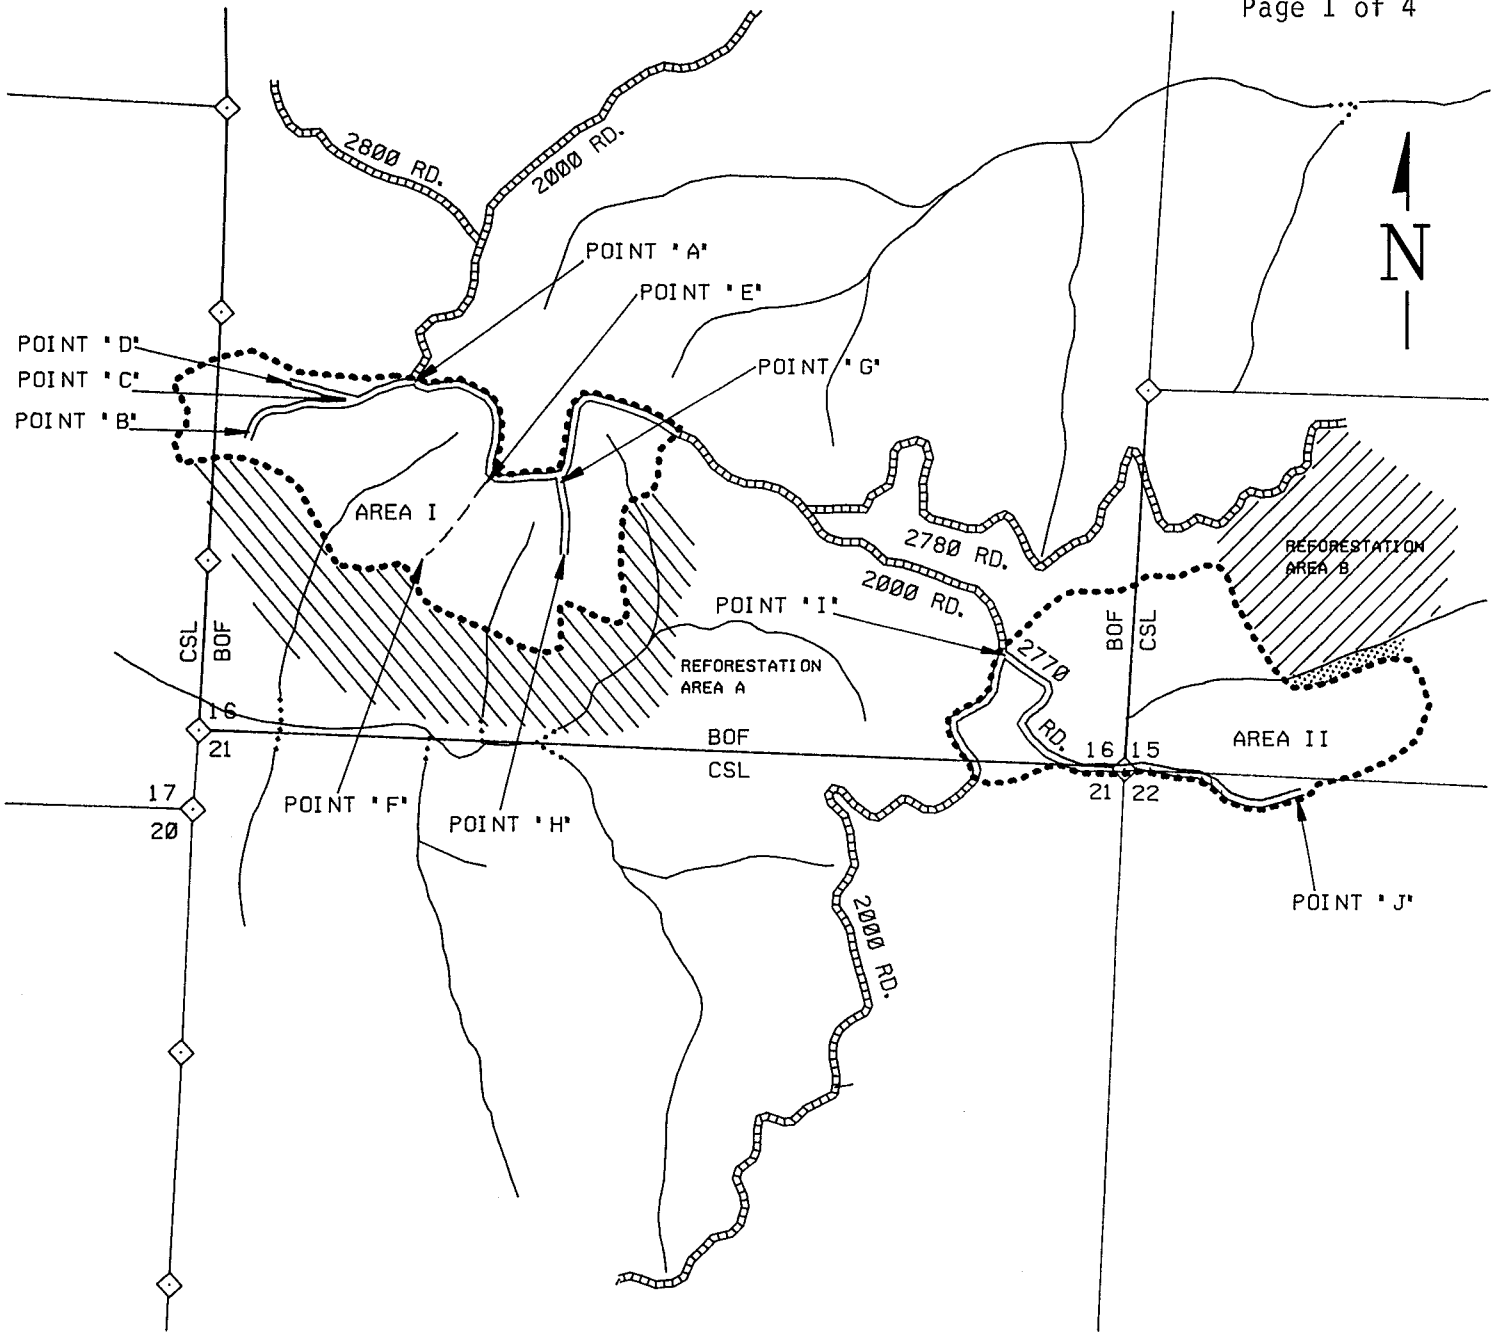 Page 1 of 4
2800 RD.
2000 RD.
N
POINT "A"
POINT "E"
POINT "D"
POINT "C"
POINT "G"
POINT "B"
AREA I
2780 RD.
REFORESTATION
AREA B
2000 RD.
POINT "I"
CSL
BOF
BOF
CSL
2770
RD.
REFORESTATION
AREA A
16
21
BOF
CSL
16 15
21 22
AREA II
17
20
POINT "F"
POINT "H"
POINT "J"
2000 RD.